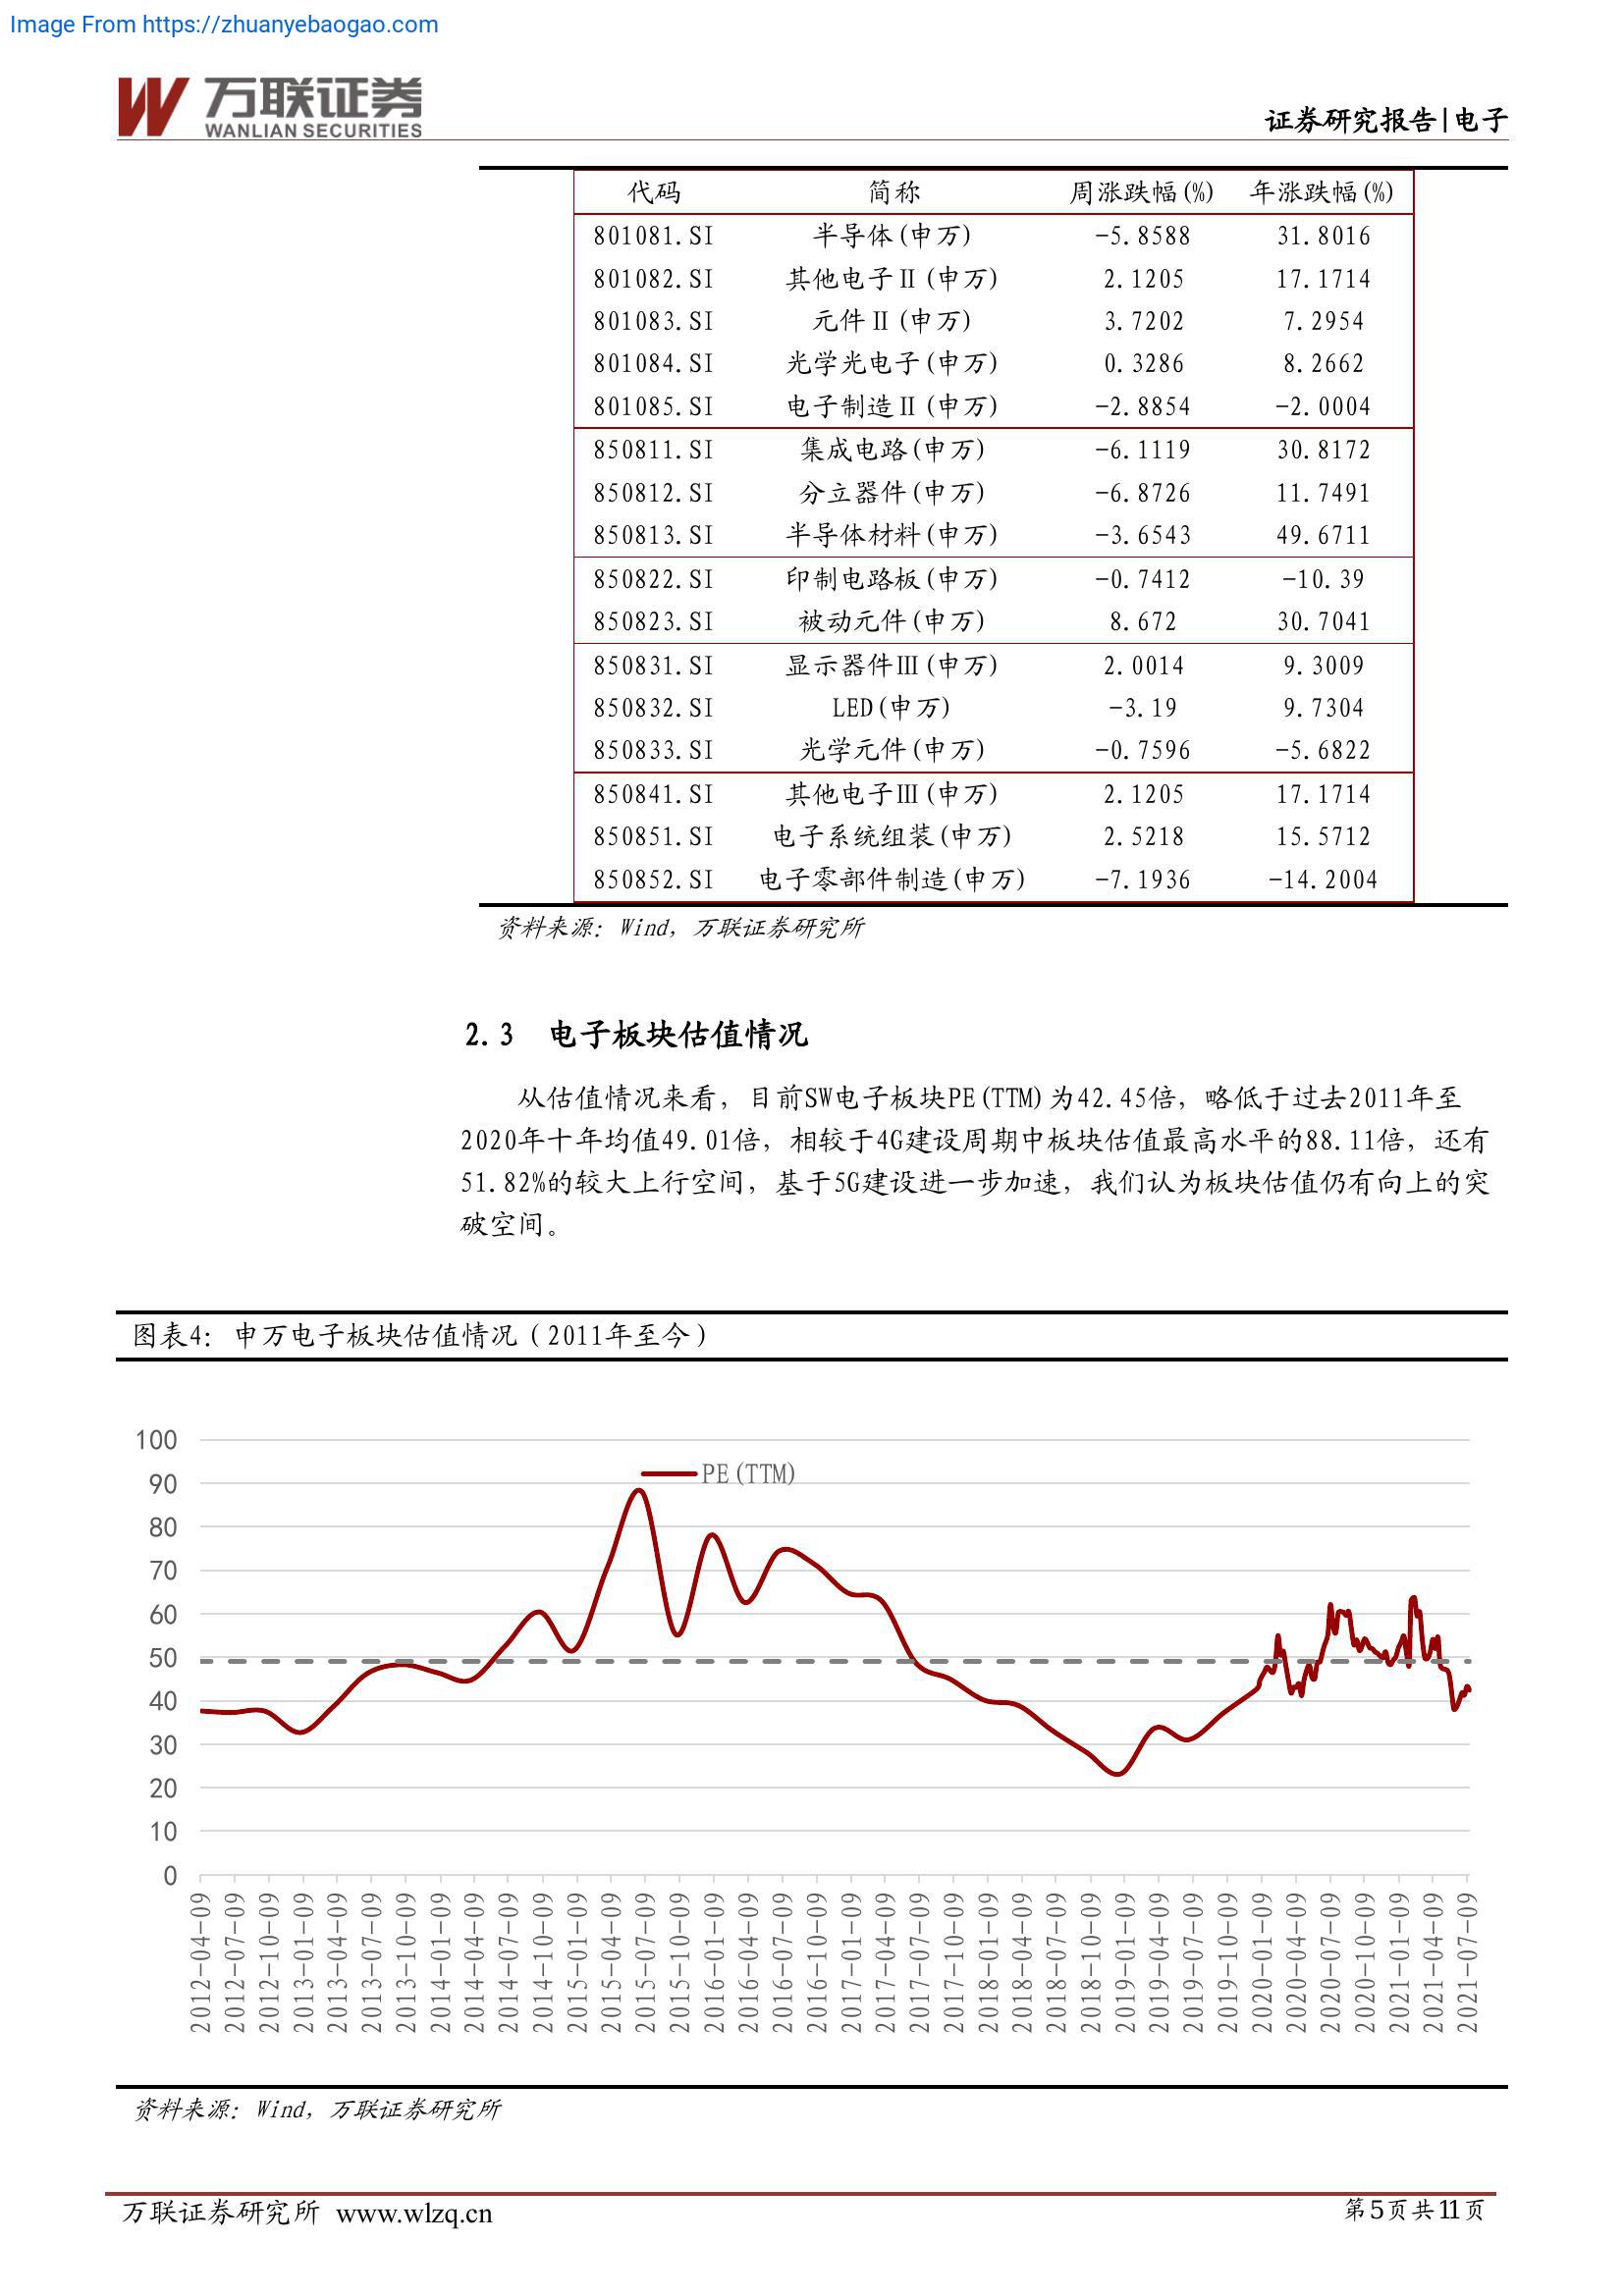 Image From https://zhuanyebaogao.com
万联证券
WANLIAN SECURITIES
证券研究报告|电子
代码 简称 周涨跌幅(%) 年涨跌幅(%)
801081.SI 半导体(申万) -5.8588 31.8016
801082.SI 其他电子Ⅱ(申万) 2.1205 17.1714
801083.SI 元件Ⅱ(申万) 3.7202 7.2954
801084.SI 光学光电子(申万) 0.3286 8.2662
801085.SI 电子制造Ⅱ(申万) -2.8854 -2.0004
850811.SI 集成电路(申万) -6.1119 30.8172
850812.SI 分立器件(申万) -6.8726 11.7491
850813.SI 半导体材料(申万) -3.6543 49.6711
850822.SI 印制电路板(申万) -0.7412 -10.39
850823.SI 被动元件(申万) 8.672 30.7041
850831.SI 显示器件Ⅲ(申万) 2.0014 9.3009
850832.SI LED(申万) -3.19 9.7304
850833.SI 光学元件(申万) -0.7596 -5.6822
850841.SI 其他电子Ⅲ(申万) 2.1205 17.1714
850851.SI 电子系统组装(申万) 2.5218 15.5712
850852.SI 电子零部件制造(申万) -7.1936 -14.2004
资料来源：Wind，万联证券研究所
2.3 电子板块估值情况
从估值情况来看，目前SW电子板块PE(TTM)为42.45倍，略低于过去2011年至
2020年十年均值49.01倍，相较于4G建设周期中板块估值最高水平的88.11倍，还有
51.82%的较大上行空间，基于5G建设进一步加速，我们认为板块估值仍有向上的突
破空间。
图表4：申万电子板块估值情况（2011年至今）
PE(TTM)
100
90
80
70
60
50
40
30
20
10
0
2012-04-09
2012-07-09
2012-10-09
2013-01-09
2013-04-09
2013-07-09
2013-10-09
2014-01-09
2014-04-09
2014-07-09
2014-10-09
2015-01-09
2015-04-09
2015-07-09
2015-10-09
2016-01-09
2016-04-09
2016-07-09
2016-10-09
2017-01-09
2017-04-09
2017-07-09
2017-10-09
2018-01-09
2018-04-09
2018-07-09
2018-10-09
2019-01-09
2019-04-09
2019-07-09
2019-10-09
2020-01-09
2020-04-09
2020-07-09
2020-10-09
2021-01-09
2021-04-09
2021-07-09
资料来源：Wind，万联证券研究所
万联证券研究所 www.wlzq.cn
第5页共11页